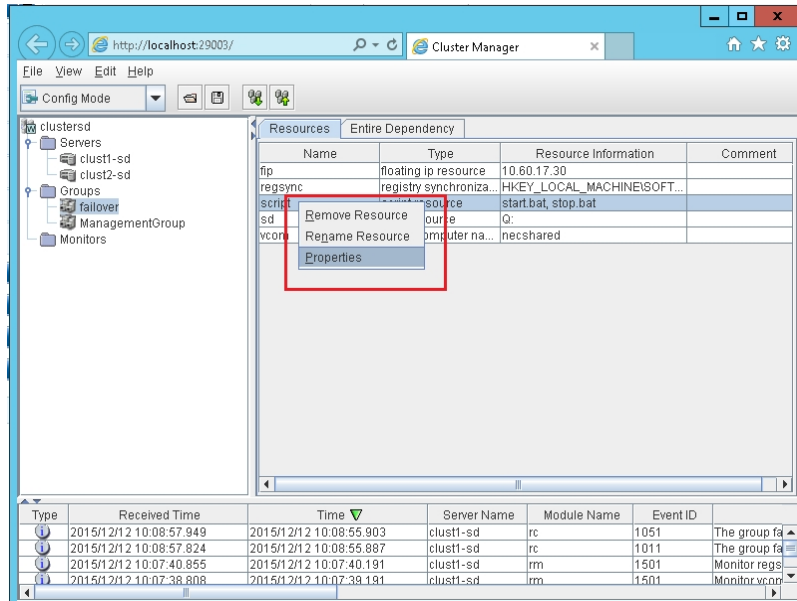 http://localhost:29003/
Cluster Manager
File View Edit Help
Config Mode
clustersd
Servers
clust1-sd
clust2-sd
Groups
failover
ManagementGroup
Monitors
Resources Entire Dependency
Name Type Resource Information Comment
fip floating ip resource 10.60.17.30
regsync registry synchroniza... HKEY_LOCAL_MACHINE\SOFT...
script start.bat, stop.bat
sd Q:
vcom necshared
Remove Resource
Rename Resource
Properties
Type Received Time Time Server Name Module Name Event ID
2015/12/12 10:08:57.949 2015/12/12 10:08:55.903 clust1-sd rc 1051 The group fa
2015/12/12 10:08:57.824 2015/12/12 10:08:55.887 clust1-sd rc 1011 The group fa
2015/12/12 10:07:40.855 2015/12/12 10:07:40.191 clust1-sd rm 1501 Monitor regs
2015/12/12 10:07:38.808 2015/12/12 10:07:39.191 clust1-sd rm 1501 Monitor vcom